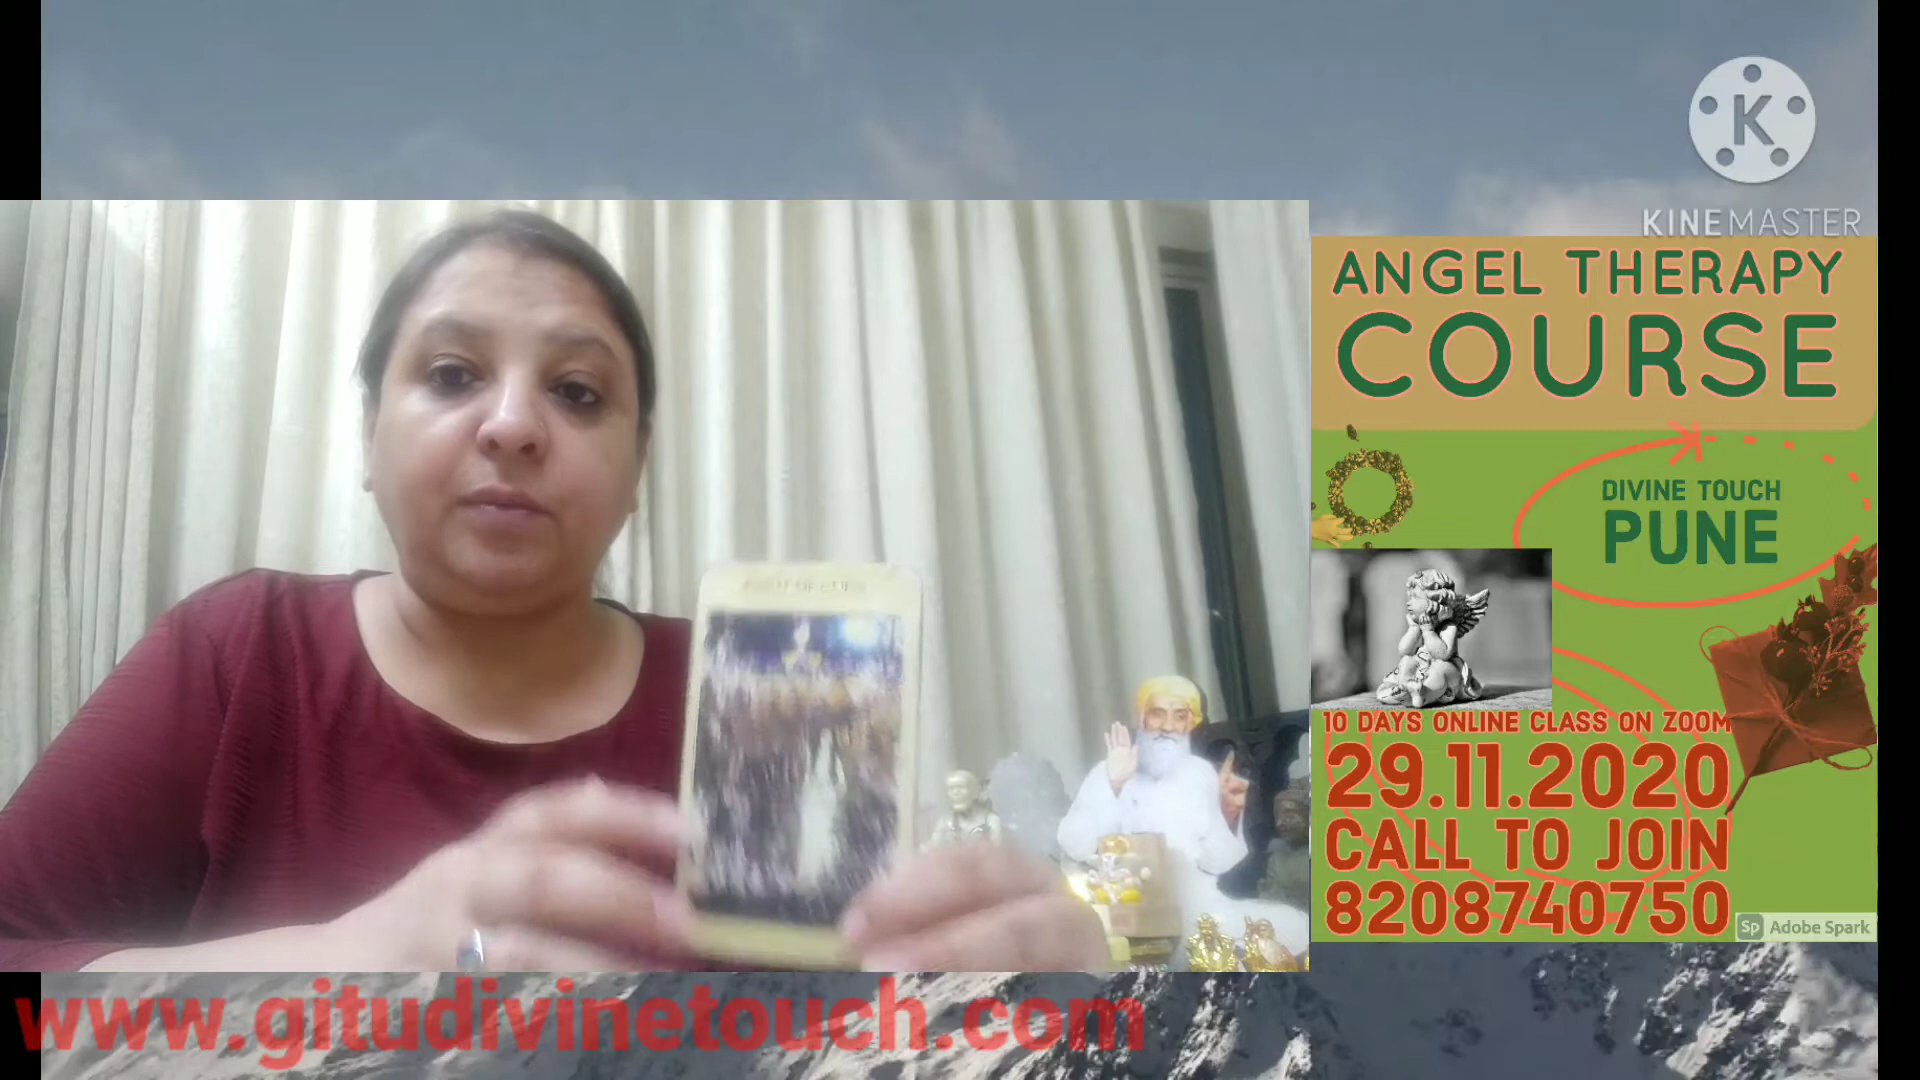 K
KINEMASTER
ANGEL THERAPY
COURSE
DIVINE TOUCH
PUNE
10 DAYS ONLINE CLASS ON ZOOM
29.11.2020
CALL TO JOIN
8208740750
Sp Adobe Spark
www.gitudivinetouch.com